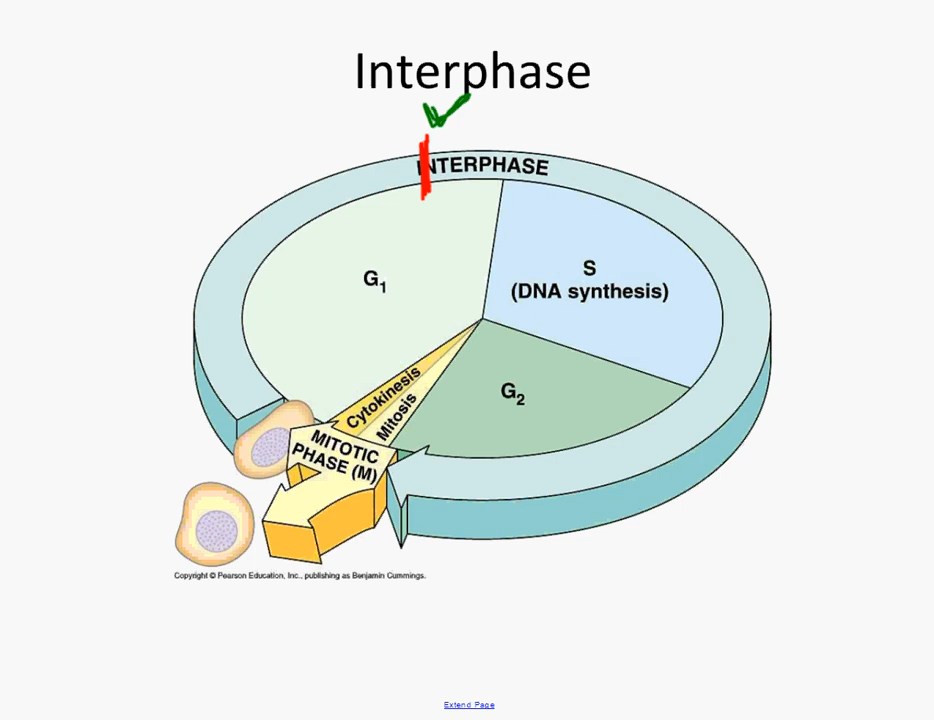 Interphase
INTERPHASE
G1
S
(DNA synthesis)
G2
Cytokinesis
Mitosis
MITOTIC
PHASE (M)
Copyright © Pearson Education, Inc., publishing as Benjamin Cummings.
Extend Page